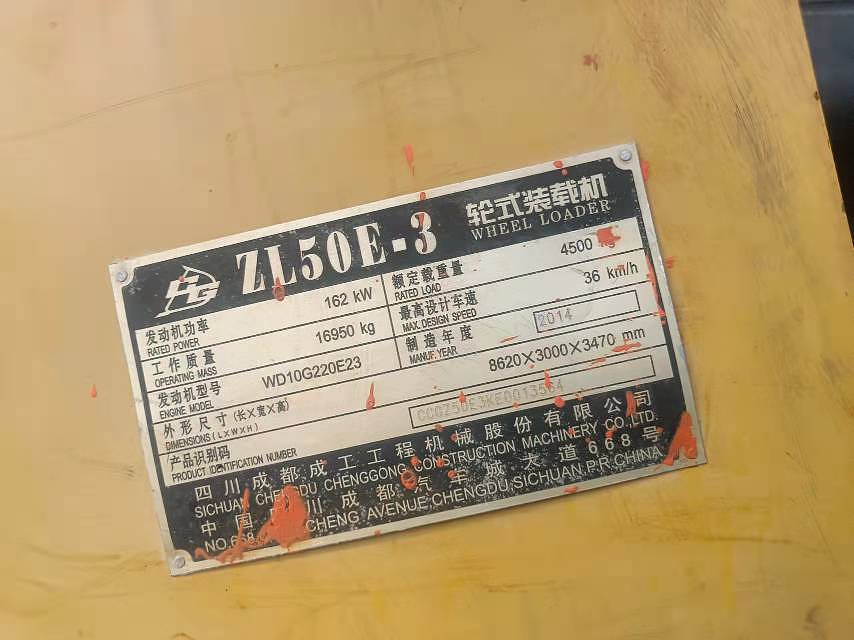 ZL50E-3 轮式装载机
WHEEL LOADER
发动机功率 162 kW
RATED POWER
额定载重量 4500
RATED LOAD
工作质量 16950 kg
OPERATING MASS
最高设计车速 36 km/h
MAX.DESIGN SPEED
发动机型号 WD10G220E23
ENGINE MODEL
制造年度 2014
MANUF.YEAR
外形尺寸(长×宽×高) 8620×3000×3470 mm
DIMENSIONS(L×W×H)
产品识别码
PRODUCT IDENTIFICATION NUMBER
四川成都成工工程机械股份有限公司
SICHUAN CHENGDU CHENGGONG CONSTRUCTION MACHINERY CO.,LTD.
中国 川成都汽车城大道668号
CHENG AVENUE,CHENGDU,SICHUAN P.R.CHINA